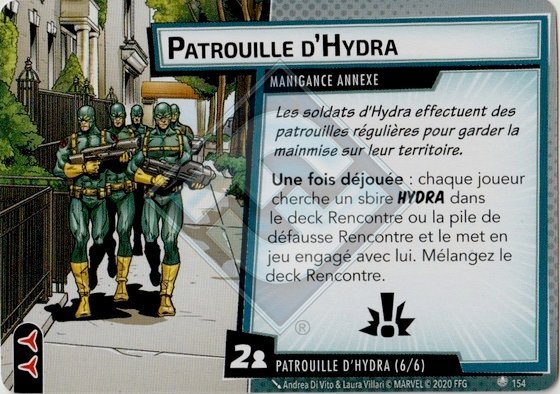 PATROUILLE D'HYDRA
MANIGANCE ANNEXE
Les soldats d'Hydra effectuent des
patrouilles régulières pour garder la
mainmise sur leur territoire.
Une fois déjouée : chaque joueur
cherche un sbire HYDRA dans
le deck Rencontre ou la pile de
défausse Rencontre et le met en
jeu engagé avec lui. Mélangez le
deck Rencontre.
®
2
PATROUILLE D'HYDRA (6/6)
Andrea Di Vito & Laura Villari © MARVEL © 2020 FFG 154